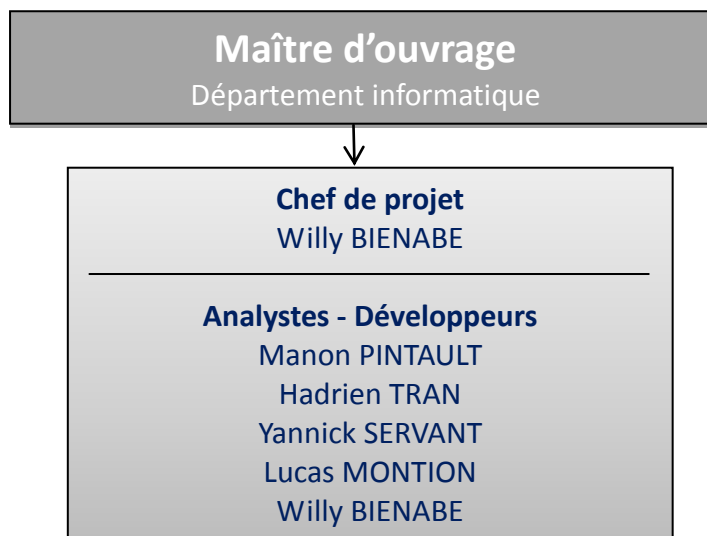 Maître d’ouvrage
Département informatique
Chef de projet
Willy BIENABE
Analystes - Développeurs
Manon PINTAULT
Hadrien TRAN
Yannick SERVANT
Lucas MONTION
Willy BIENABE